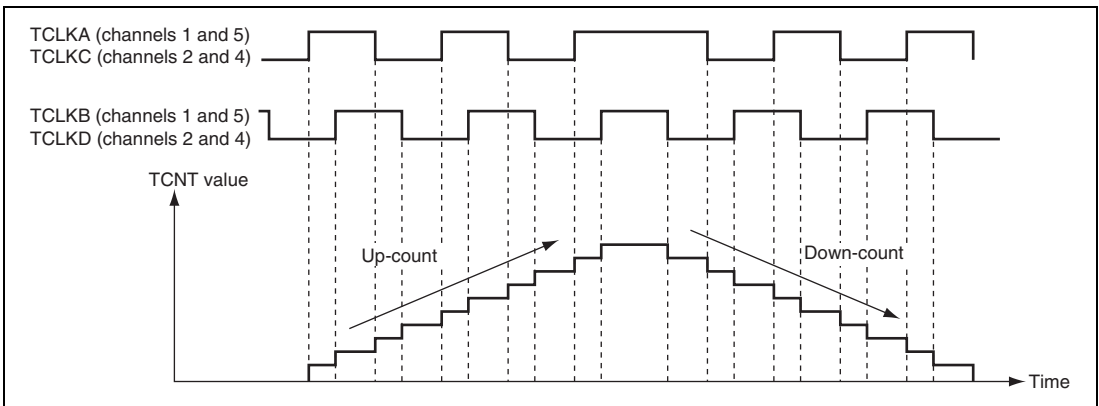 TCLKA (channels 1 and 5)
TCLKC (channels 2 and 4)
TCLKB (channels 1 and 5)
TCLKD (channels 2 and 4)
TCNT value
Up-count
Down-count
Time